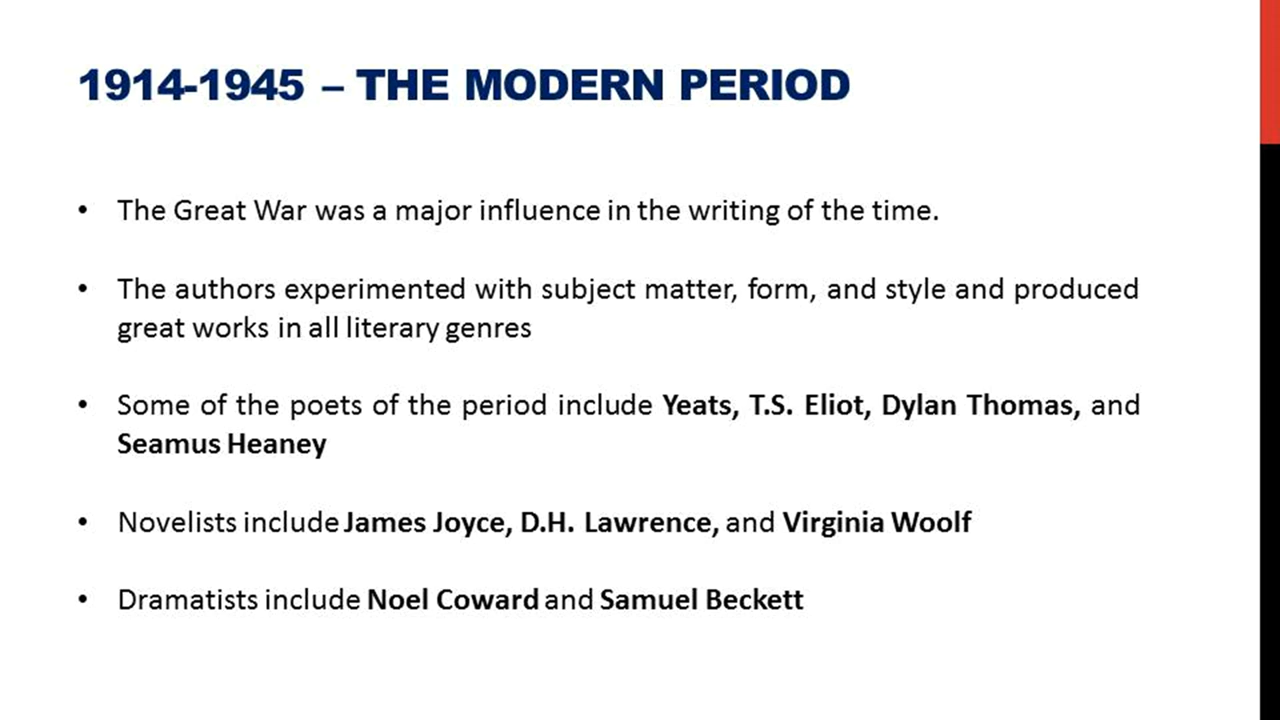 1914-1945 – THE MODERN PERIOD
• The Great War was a major influence in the writing of the time.
• The authors experimented with subject matter, form, and style and produced
great works in all literary genres
• Some of the poets of the period include Yeats, T.S. Eliot, Dylan Thomas, and
Seamus Heaney
• Novelists include James Joyce, D.H. Lawrence, and Virginia Woolf
• Dramatists include Noel Coward and Samuel Beckett